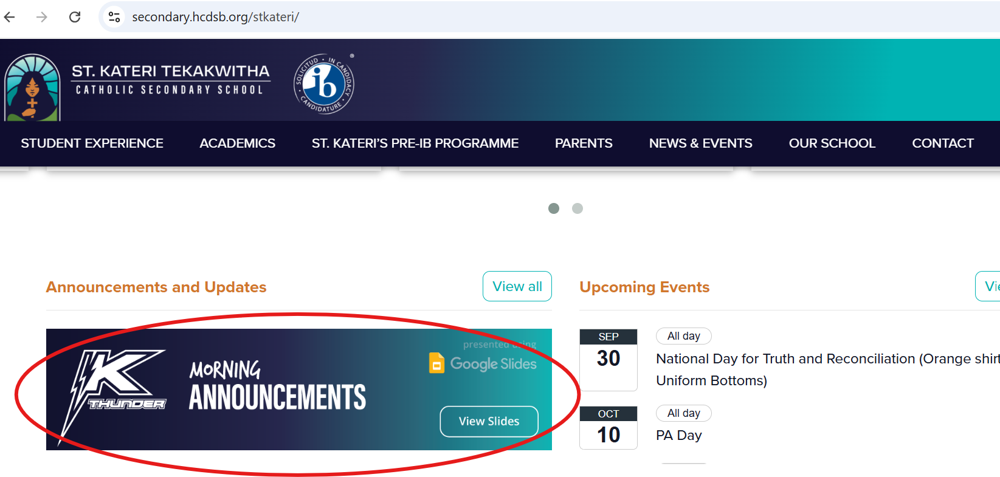 secondary.hcdsb.org/stkateri/
ST. KATERI TEKAKWITHA
CATHOLIC SECONDARY SCHOOL
SOLICITUD · IN CANDIDACY · CANDIDATURE ·
®
ib
STUDENT EXPERIENCE
ACADEMICS
ST. KATERI'S PRE-IB PROGRAMME
PARENTS
NEWS & EVENTS
OUR SCHOOL
CONTACT
Announcements and Updates
View all
presented using
Google Slides
K
THUNDER
MORNING
ANNOUNCEMENTS
View Slides
Upcoming Events
SEP
30
All day
National Day for Truth and Reconciliation (Orange shirt
Uniform Bottoms)
OCT
10
All day
PA Day